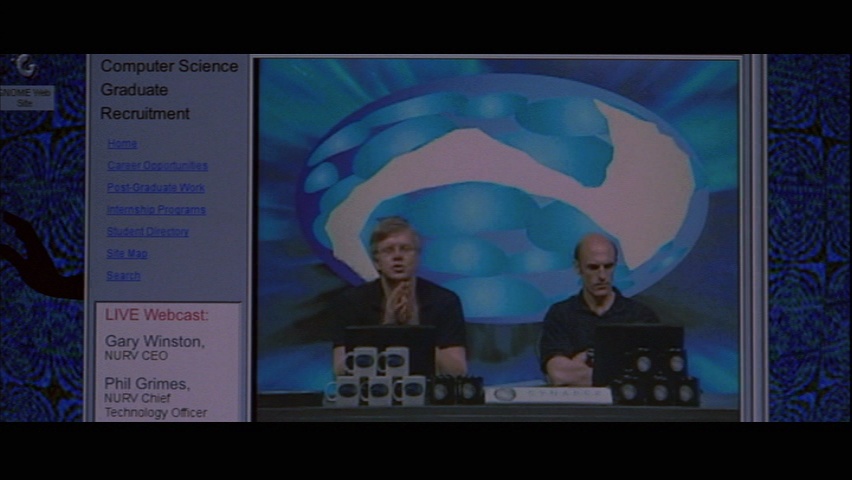 GNOME Web
Site
Computer Science
Graduate
Recruitment
Home
Career Opportunities
Post-Graduate Work
Internship Programs
Student Directory
Site Map
Search
LIVE Webcast:
Gary Winston,
NURV CEO
Phil Grimes,
NURV Chief
Technology Officer
SYNAPSE